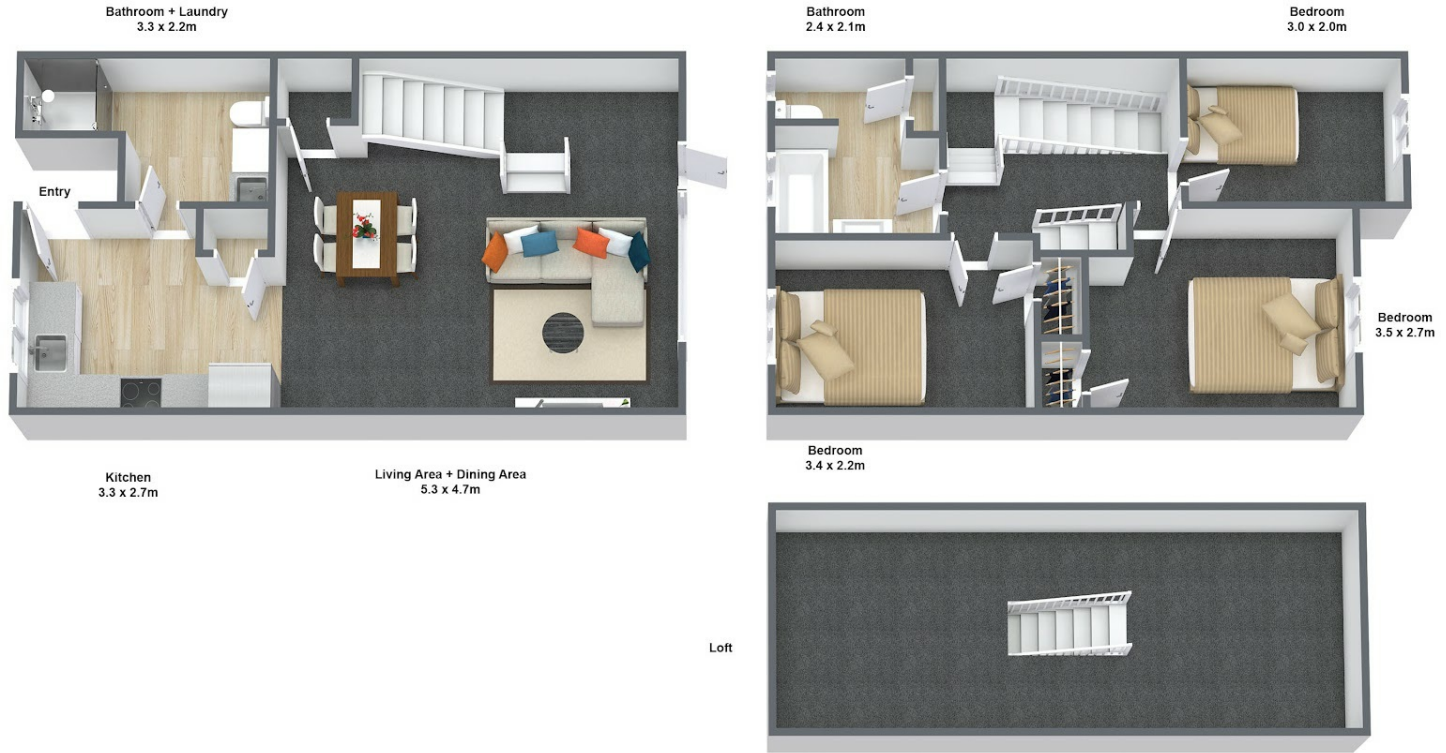 Bathroom + Laundry
3.3 x 2.2m
Bathroom
2.4 x 2.1m
Bedroom
3.0 x 2.0m
Entry
Bedroom
3.5 x 2.7m
Bedroom
3.4 x 2.2m
Kitchen
3.3 x 2.7m
Living Area + Dining Area
5.3 x 4.7m
Loft